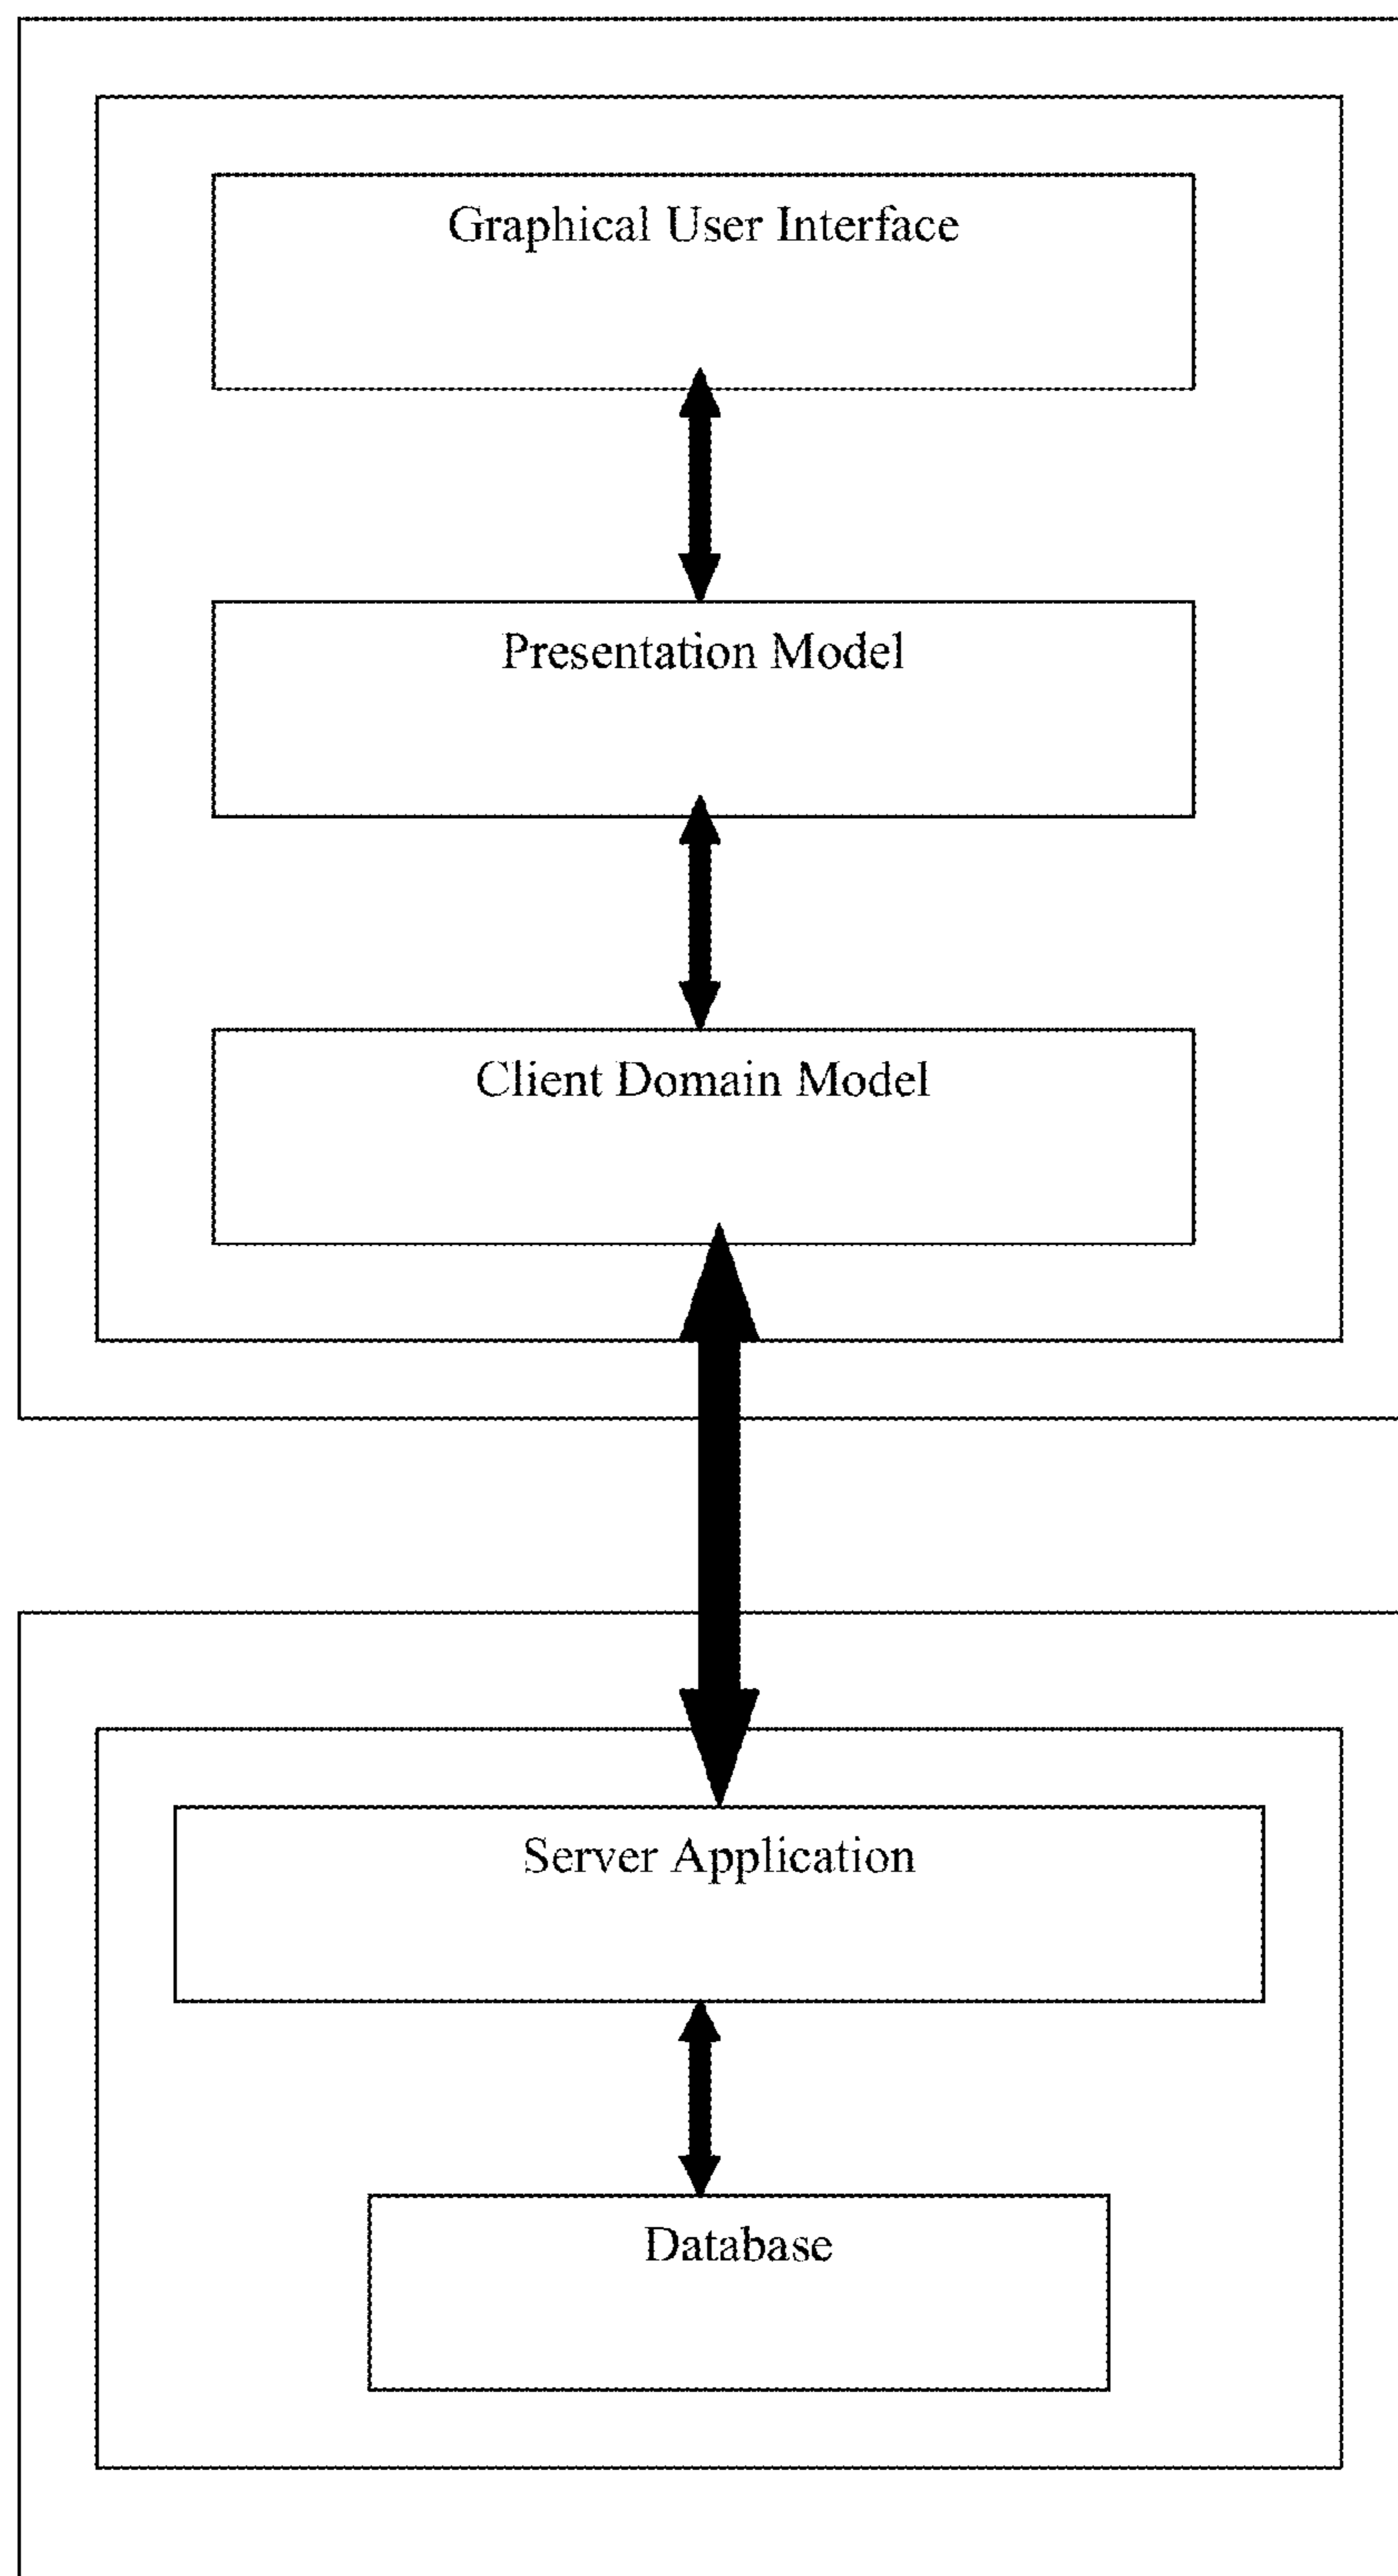 Graphical User Interface
Presentation Model
Client Domain Model
Server Application
Database